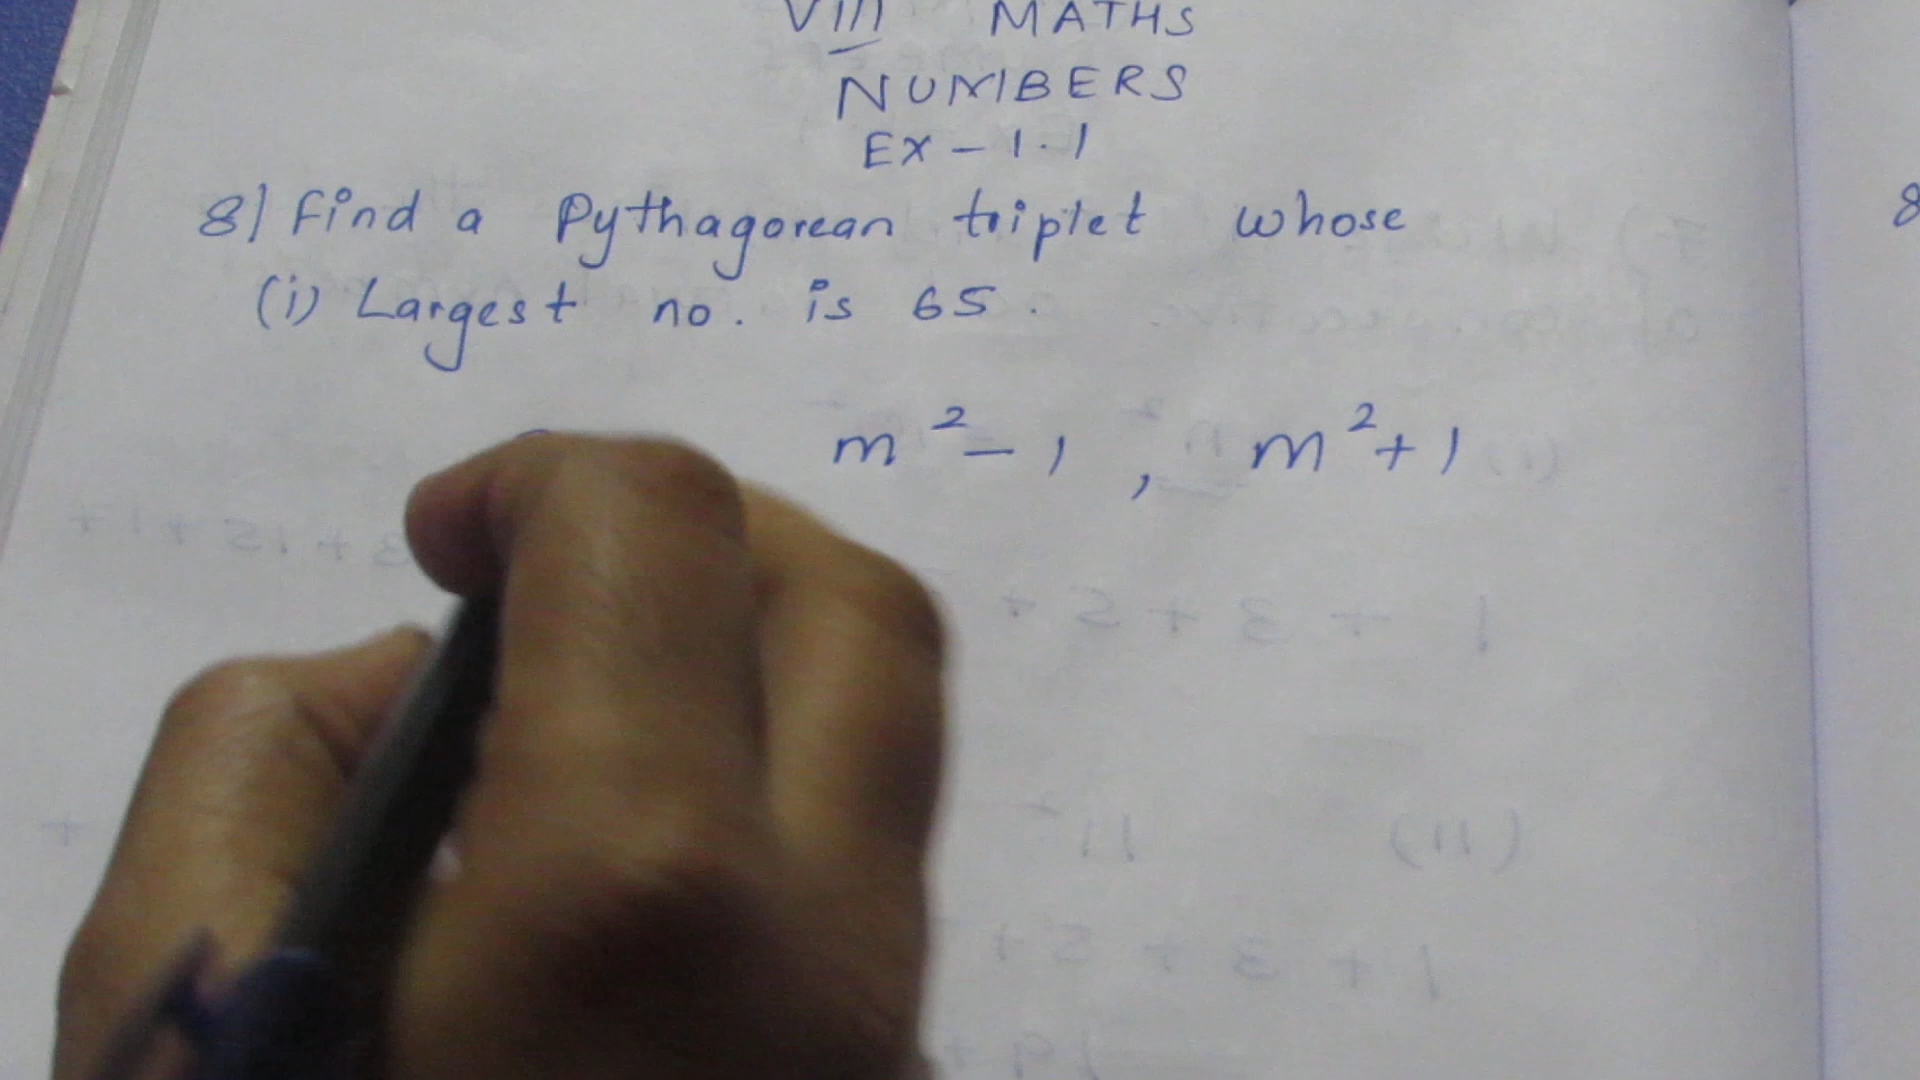 VIII MATHS
NUMBERS
EX - 1.1
8) Find a Pythagorean triplet whose
(i) Largest no. is 65.
m² - 1 , m² + 1
8